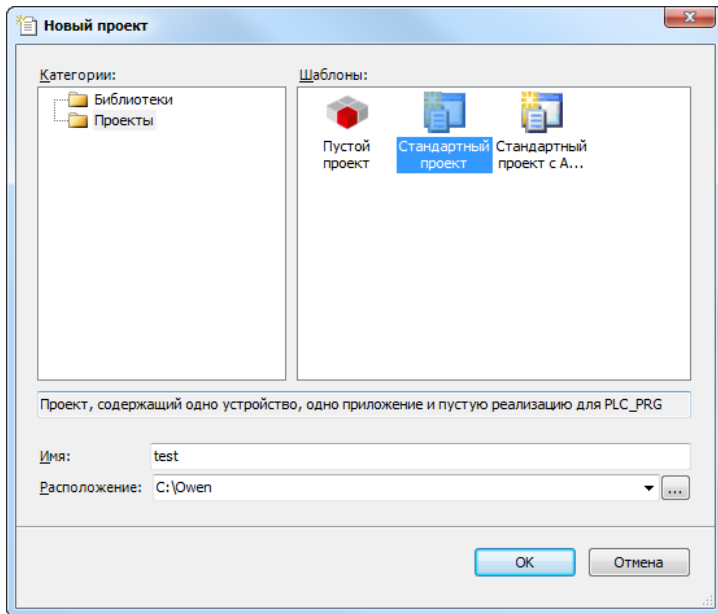 Новый проект
Категории:
Библиотеки
Проекты
Шаблоны:
Пустой
проект
Стандартный
проект
Стандартный
проект с А...
Проект, содержащий одно устройство, одно приложение и пустую реализацию для PLC_PRG
Имя:
test
Расположение:
C:\Owen
...
OK
Отмена